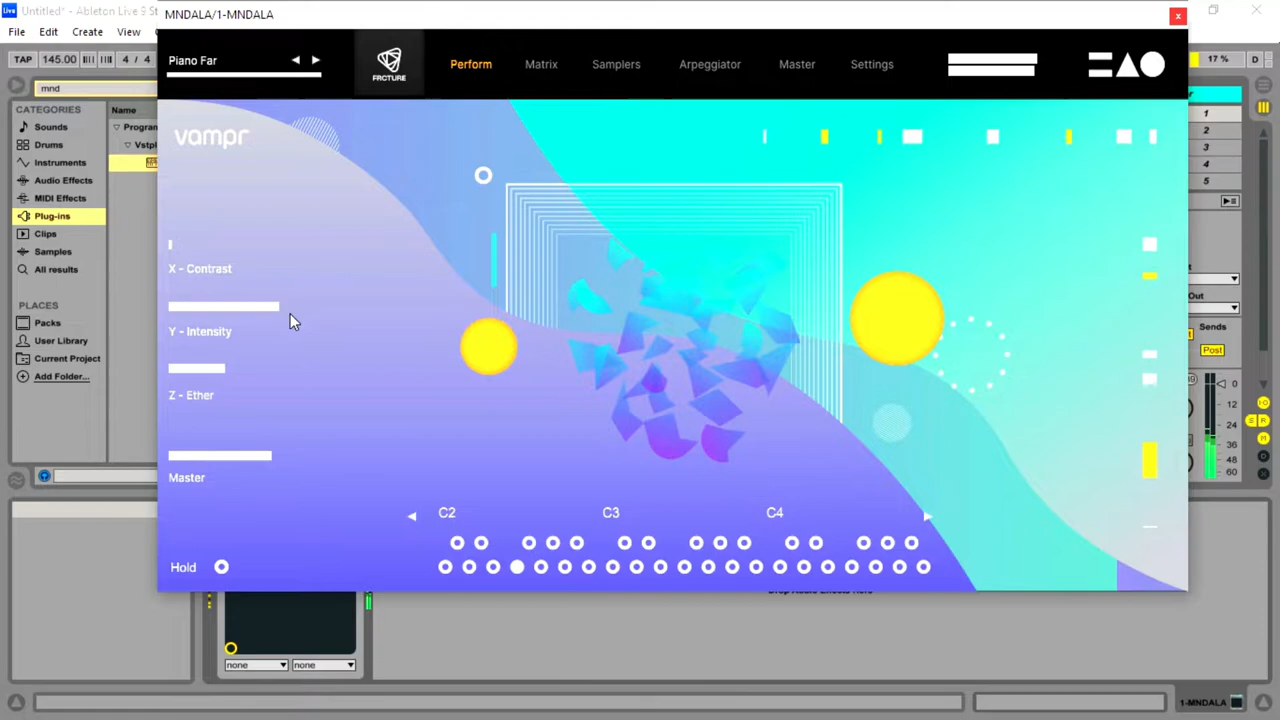 Live
Untitled* - Ableton Live 9 S
MNDALA/1-MNDALA
x
File Edit Create View
TAP 145.00 4 / 4
Piano Far
FRCTURE
Perform Matrix Samplers Arpeggiator Master Settings
17 % D
mnd
CATEGORIES
Sounds
Drums
Instruments
Audio Effects
MIDI Effects
Plug-ins
Clips
Samples
All results
PLACES
Packs
User Library
Current Project
Add Folder...
Name
Program
Vstpl
vampr
X - Contrast
Y - Intensity
Z - Ether
Master
C2 C3 C4
Hold
1
2
3
4
5
Out
Sends
Post
0
12
24
36
48
60
S R
M
D
X
none none
1-MNDALA